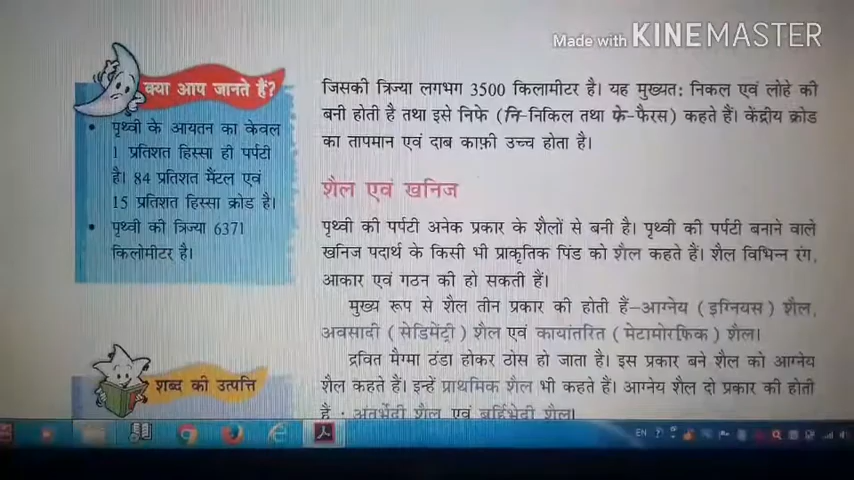 Made with KINEMASTER
क्या आप जानते हैं?
• पृथ्वी के आयतन का केवल
1 प्रतिशत हिस्सा ही पर्पटी
है। 84 प्रतिशत मैंटल एवं
15 प्रतिशत हिस्सा क्रोड है।
• पृथ्वी की त्रिज्या 6371
किलोमीटर है।
शब्द की उत्पत्ति
जिसकी त्रिज्या लगभग 3500 किलामीटर है। यह मुख्यत: निकल एवं लोहे की
बनी होती है तथा इसे निफे (नि-निकिल तथा फे-फैरस) कहते हैं। केंद्रीय क्रोड
का तापमान एवं दाब काफ़ी उच्च होता है।
शैल एवं खनिज
पृथ्वी की पर्पटी अनेक प्रकार के शैलों से बनी है। पृथ्वी की पर्पटी बनाने वाले
खनिज पदार्थ के किसी भी प्राकृतिक पिंड को शैल कहते हैं। शैल विभिन्न रंग,
आकार एवं गठन की हो सकती हैं।
मुख्य रूप से शैल तीन प्रकार की होती हैं-आग्नेय (इग्नियस) शैल,
अवसादी (सेडिमेंट्री) शैल एवं कायांतरित (मेटामोरफ़िक) शैल।
द्रवित मैग्मा ठंडा होकर ठोस हो जाता है। इस प्रकार बने शैल को आग्नेय
शैल कहते हैं। इन्हें प्राथमिक शैल भी कहते हैं। आग्नेय शैल दो प्रकार की होती
हैं : अंतर्भेदी शैल एवं बर्हिभेदी शैल।
EN